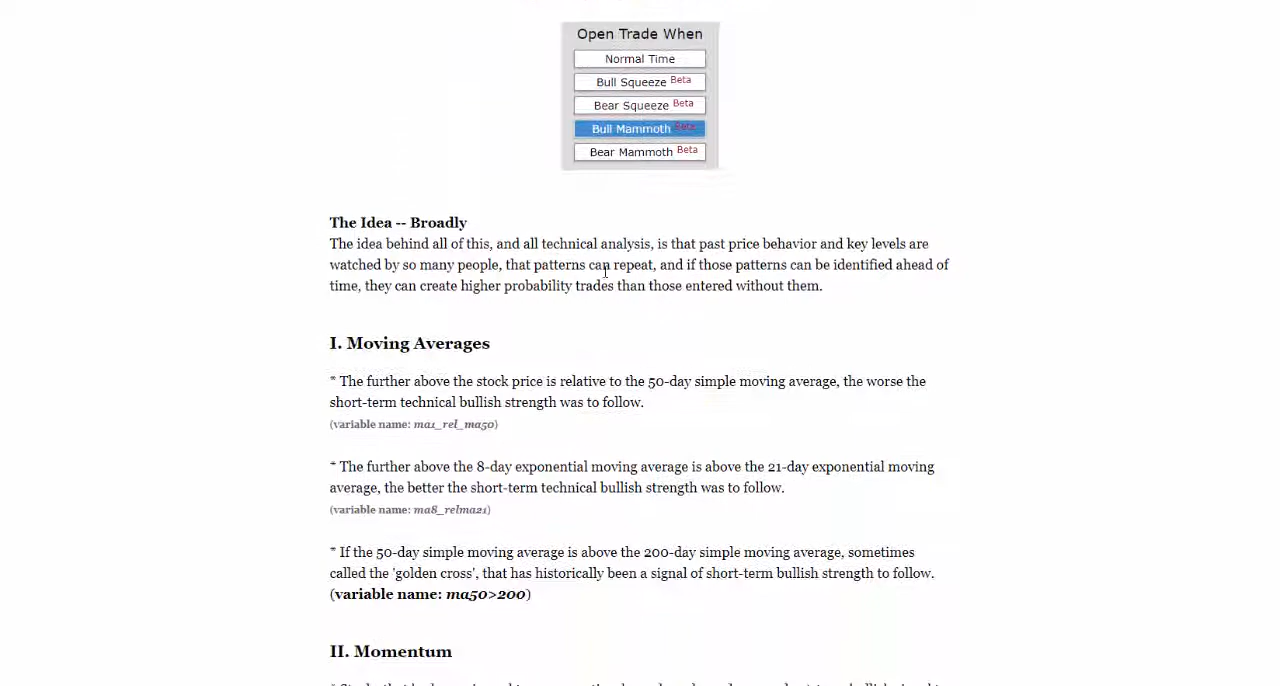 Open Trade When
Normal Time
Bull Squeeze Beta
Bear Squeeze Beta
Bull Mammoth Beta
Bear Mammoth Beta
The Idea -- Broadly
The idea behind all of this, and all technical analysis, is that past price behavior and key levels are
watched by so many people, that patterns can repeat, and if those patterns can be identified ahead of
time, they can create higher probability trades than those entered without them.
I. Moving Averages
* The further above the stock price is relative to the 50-day simple moving average, the worse the
short-term technical bullish strength was to follow.
(variable name: ma1_rel_ma50)
* The further above the 8-day exponential moving average is above the 21-day exponential moving
average, the better the short-term technical bullish strength was to follow.
(variable name: ma8_relma21)
* If the 50-day simple moving average is above the 200-day simple moving average, sometimes
called the 'golden cross', that has historically been a signal of short-term bullish strength to follow.
(variable name: ma50>200)
II. Momentum